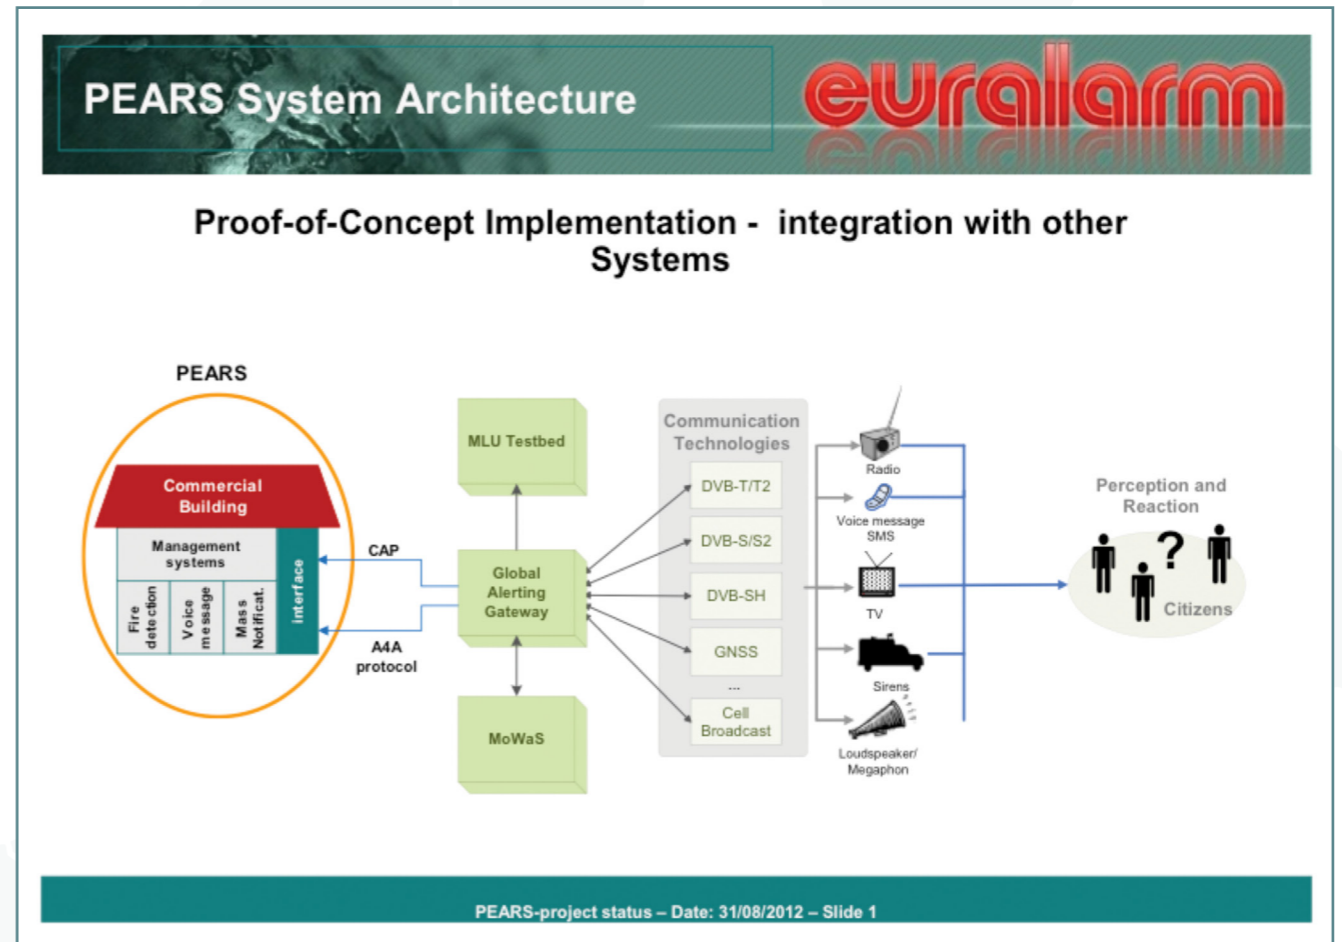 PEARS System Architecture
euralarm
Proof-of-Concept Implementation -  integration with other
Systems
PEARS
Commercial
Building
Management
systems
Fire
detection
Voice
message
Mass
Notificat.
interface
CAP
A4A
protocol
MLU Testbed
Global
Alerting
Gateway
MoWaS
Communication
Technologies
DVB-T/T2
DVB-S/S2
DVB-SH
GNSS
...
Cell
Broadcast
Radio
Voice message
SMS
TV
Sirens
Loudspeaker/
Megaphon
Perception and
Reaction
?
Citizens
PEARS-project status – Date: 31/08/2012 – Slide 1